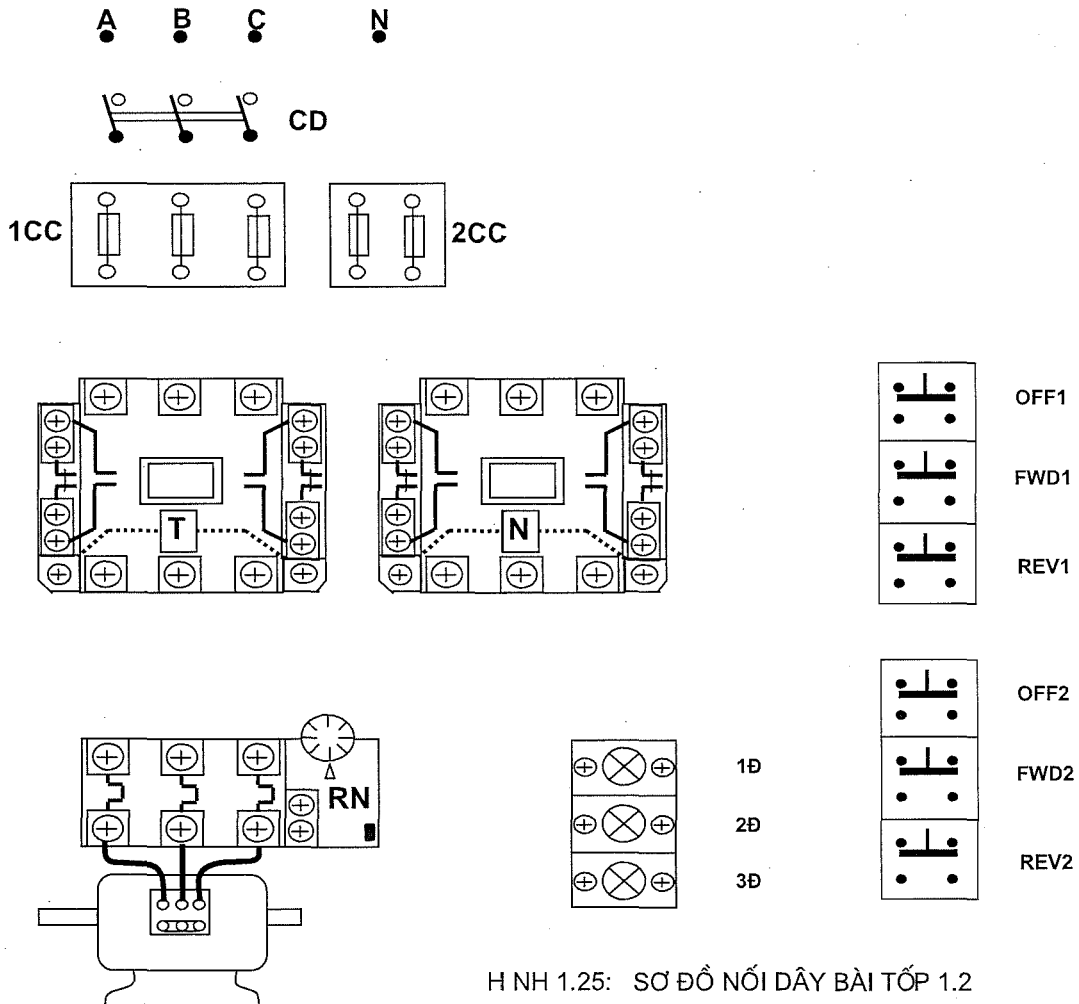 A B C N
CD
1CC 2CC
OFF1
T N
FWD1
REV1
OFF2
RN
1Đ
FWD2
2Đ
3Đ
REV2
H NH 1.25: SƠ ĐỒ NỐI DÂY BÀI TỐP 1.2